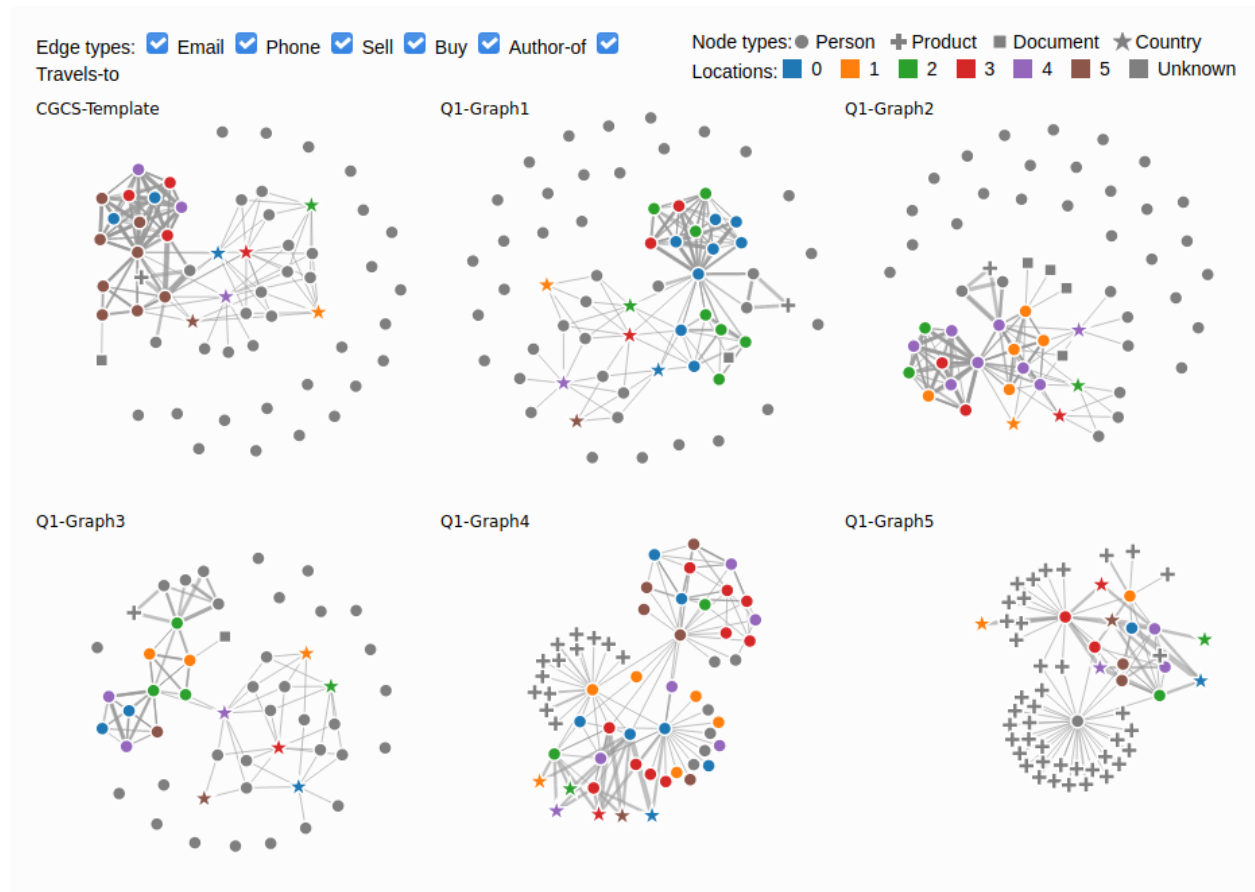 Edge types: Email Phone Sell Buy Author-of
Travels-to
Node types: Person Product Document Country
Locations: 0 1 2 3 4 5 Unknown
CGCS-Template
Q1-Graph1
Q1-Graph2
Q1-Graph3
Q1-Graph4
Q1-Graph5